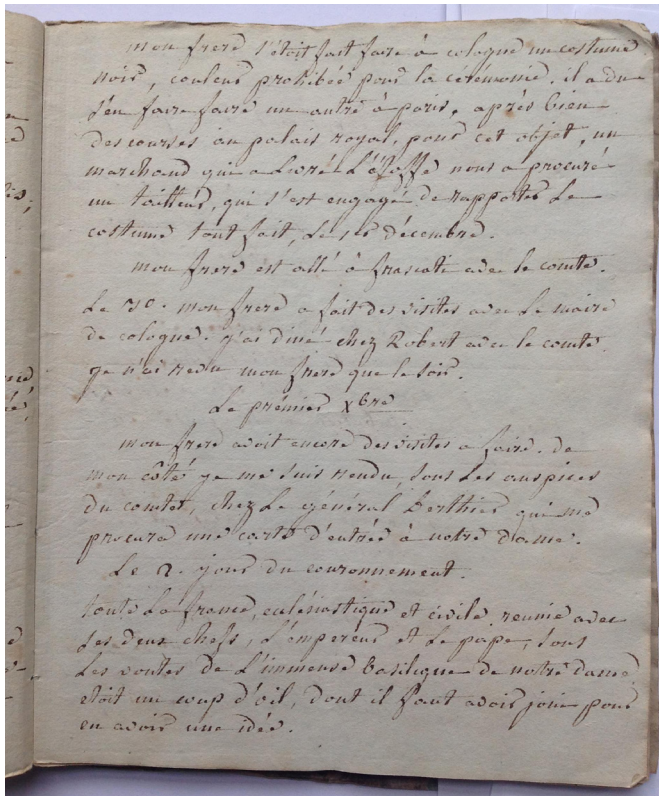 mon frere s'étoit fait faire à cologne un costume
noir, couleur prohibée pour la cérémonie. il a du
s'en faire faire un autre à paris, après bien
des courses au palais royal, pour cet objet, un
marchand qui a livré L'étoffe nous a procuré
un tailleur, qui s'est engagé de rapporter Le
costume tout fait, Le 1er décembre.
mon frere est allé à frascati avec le comte.
Le 30. mon frere a fait des visites avec Le maire
de cologne. j'ai diné chez Robert avec le comte.
je n'ai revu mon frere que le soir.
Le prémier xbre
mon frere avoit encore des visites a faire. de
mon côté je me suis rendu, sous Les auspices
du comte, chez Le général Berthier qui me
procura une carte d'entrée à notre dame.
Le 2. jour du couronnement.
toute La france, eclésiastique et civile reunie avec
ses deux chefs, L'empereur et Le pape, sous
Les voutes de L'immense basilique de notre dame
etoit un coup d'œil, dont il faut avoir joui pour
en avoir une idée.